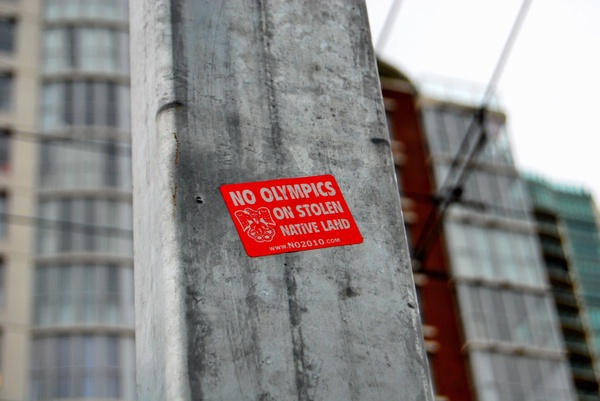 NO OLYMPICS
ON STOLEN
NATIVE LAND
WWW.NO2010.COM